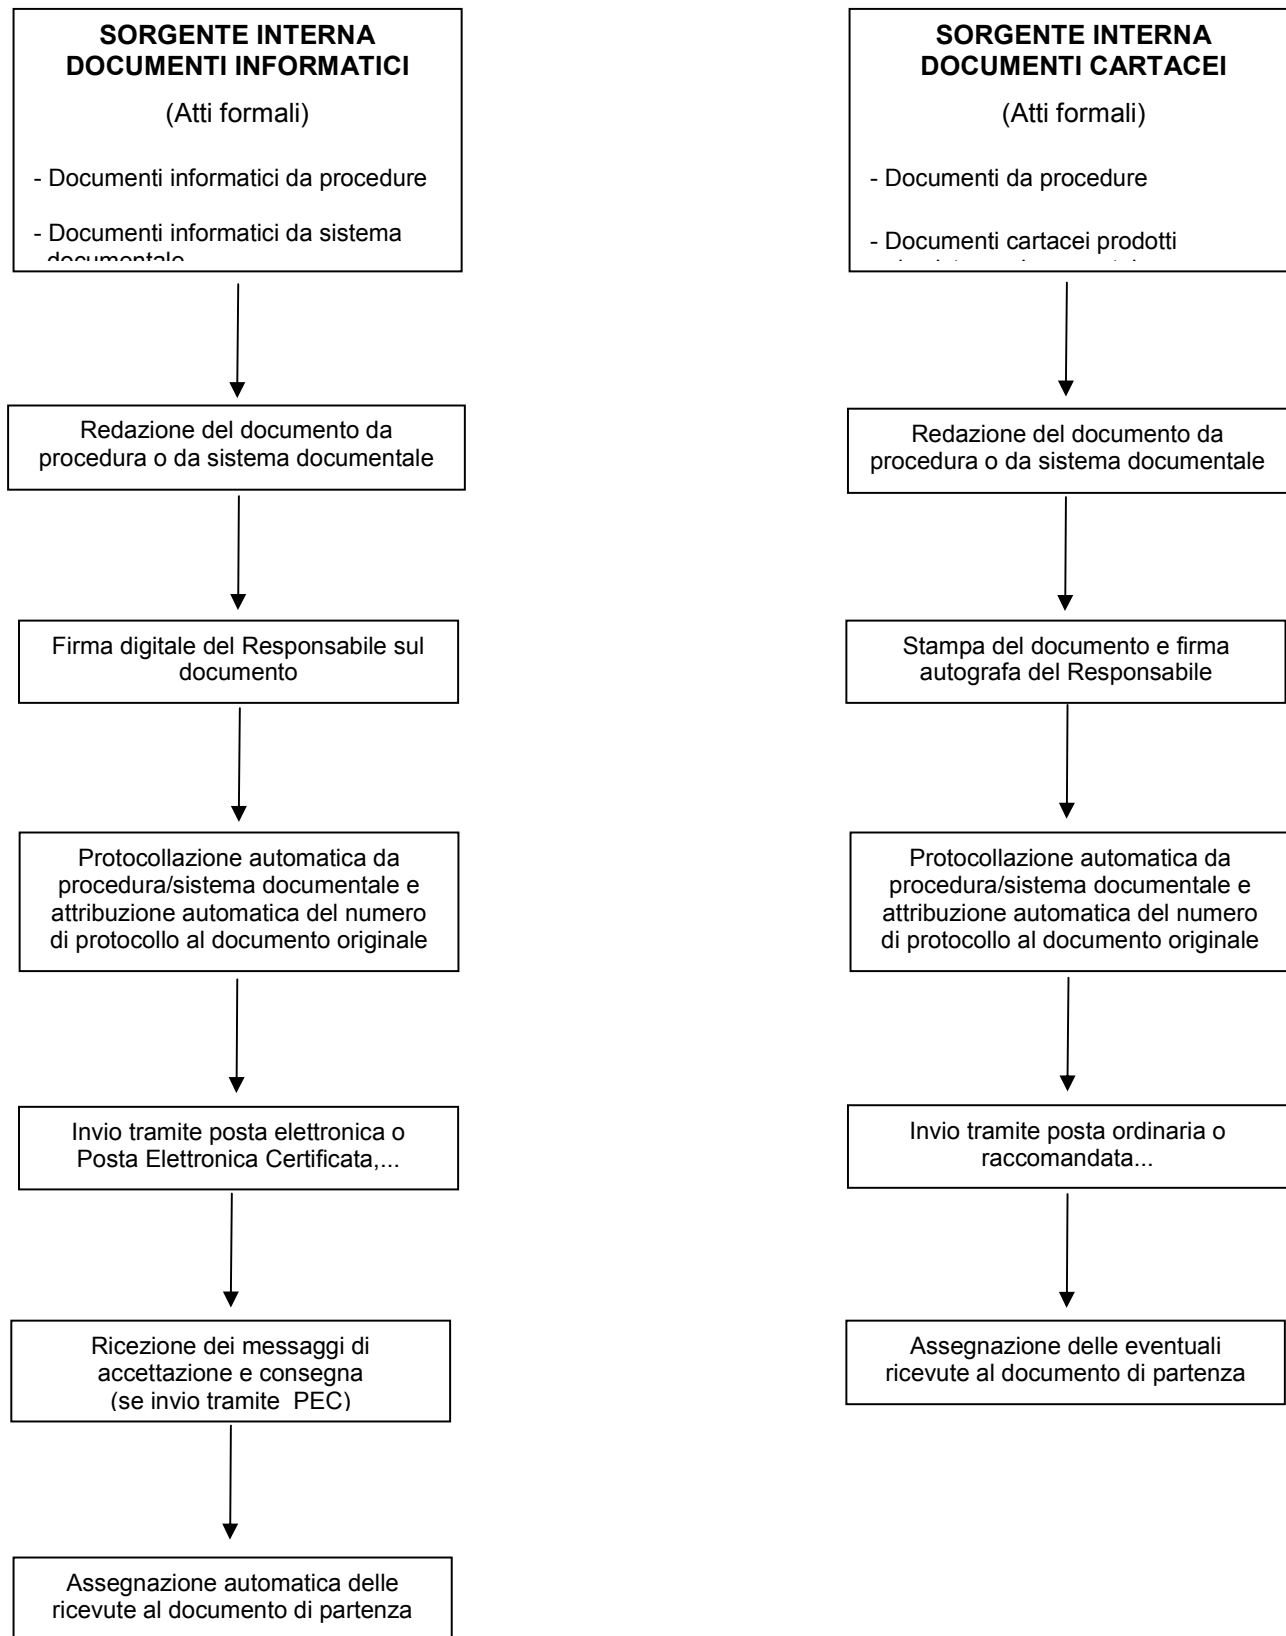 SORGENTE INTERNA
DOCUMENTI INFORMATICI
(Atti formali)
- Documenti informatici da procedure
- Documenti informatici da sistema
documentale
Redazione del documento da
procedura o da sistema documentale
Firma digitale del Responsabile sul
documento
Protocollazione automatica da
procedura/sistema documentale e
attribuzione automatica del numero
di protocollo al documento originale
Invio tramite posta elettronica o
Posta Elettronica Certificata,...
Ricezione dei messaggi di
accettazione e consegna
(se invio tramite PEC)
Assegnazione automatica delle
ricevute al documento di partenza
SORGENTE INTERNA
DOCUMENTI CARTACEI
(Atti formali)
- Documenti da procedure
- Documenti cartacei prodotti
Redazione del documento da
procedura o da sistema documentale
Stampa del documento e firma
autografa del Responsabile
Protocollazione automatica da
procedura/sistema documentale e
attribuzione automatica del numero
di protocollo al documento originale
Invio tramite posta ordinaria o
raccomandata...
Assegnazione delle eventuali
ricevute al documento di partenza